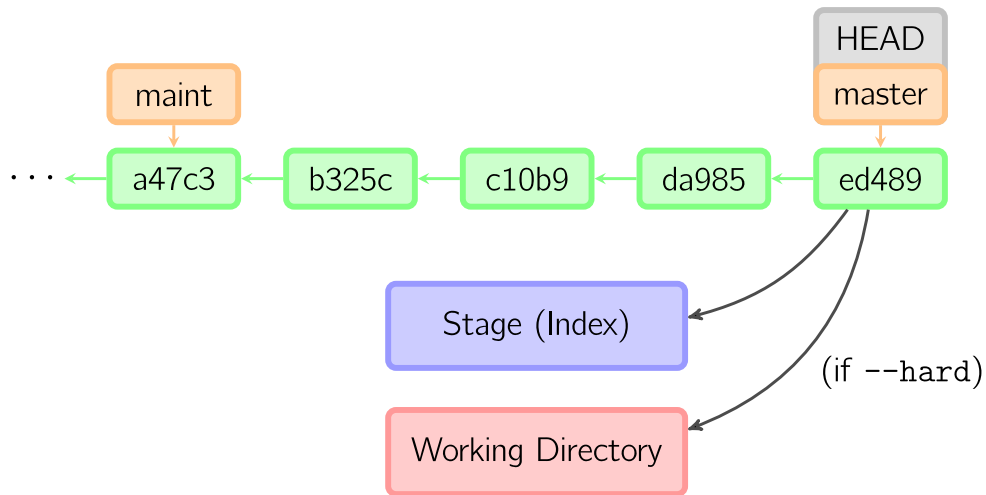 HEAD
maint
master
...
a47c3
b325c
c10b9
da985
ed489
Stage (Index)
(if --hard)
Working Directory